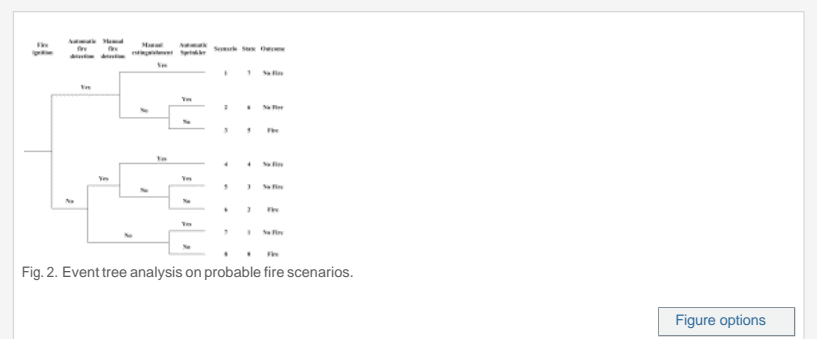 Fire ignition Automatic fire detection Manual fire detection Manual extinguishment Automatic Sprinkler Scenario State Outcome
Yes
1 7 No Fire
Yes
Yes
No 2 6 No Fire
No
3 5 Fire
Yes
4 4 No Fire
Yes Yes
No 5 3 No Fire
No No
6 2 Fire
Yes
No 7 1 No Fire
No
8 8 Fire
Fig. 2. Event tree analysis on probable fire scenarios.
Figure options